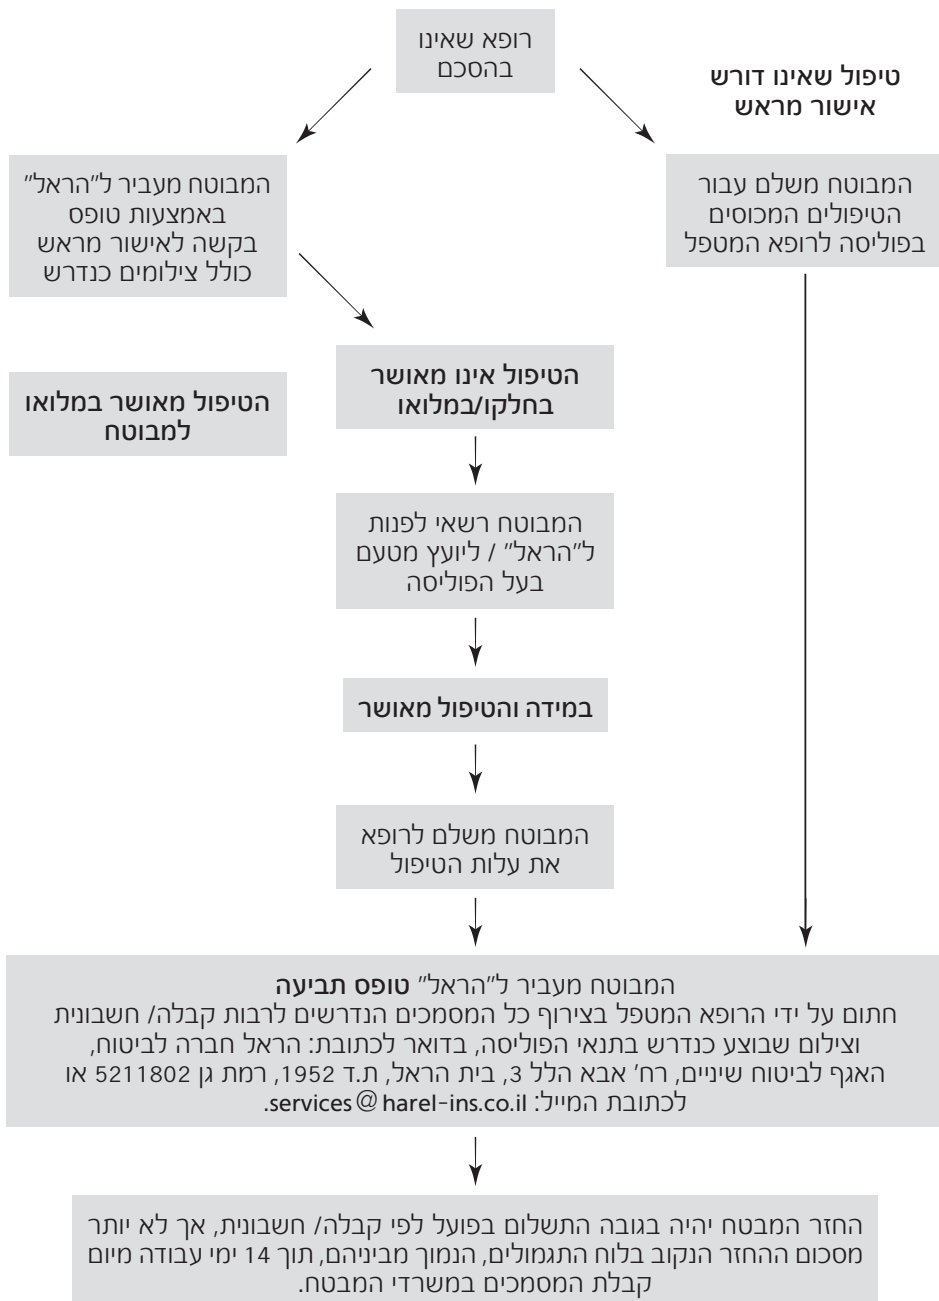 רופא שאינו
בהסכם
טיפול שאינו דורש
אישור מראש
המבוטח משלם עבור
הטיפולים המכוסים
בפוליסה לרופא המטפל
המבוטח מעביר ל"הראל"
באמצעות טופס
בקשה לאישור מראש
כולל צילומים כנדרש
הטיפול אינו מאושר
בחלקו/במלואו
הטיפול מאושר במלואו
למבוטח
המבוטח רשאי לפנות
ל"הראל" / ליועץ מטעם
בעל הפוליסה
במידה והטיפול מאושר
המבוטח משלם לרופא
את עלות הטיפול
המבוטח מעביר ל"הראל" טופס תביעה
חתום על ידי הרופא המטפל בצירוף כל המסמכים הנדרשים לרבות קבלה/ חשבונית
וצילום שבוצע כנדרש בתנאי הפוליסה, בדואר לכתובת: הראל חברה לביטוח,
האגף לביטוח שיניים, רח' אבא הלל 3, בית הראל, ת.ד 1952, רמת גן 5211802 או
לכתובת המייל: services@harel-ins.co.il.
החזר המבטח יהיה בגובה התשלום בפועל לפי קבלה/ חשבונית, אך לא יותר
מסכום ההחזר הנקוב בלוח התגמולים, הנמוך מביניהם, תוך 14 ימי עבודה מיום
קבלת המסמכים במשרדי המבטח.